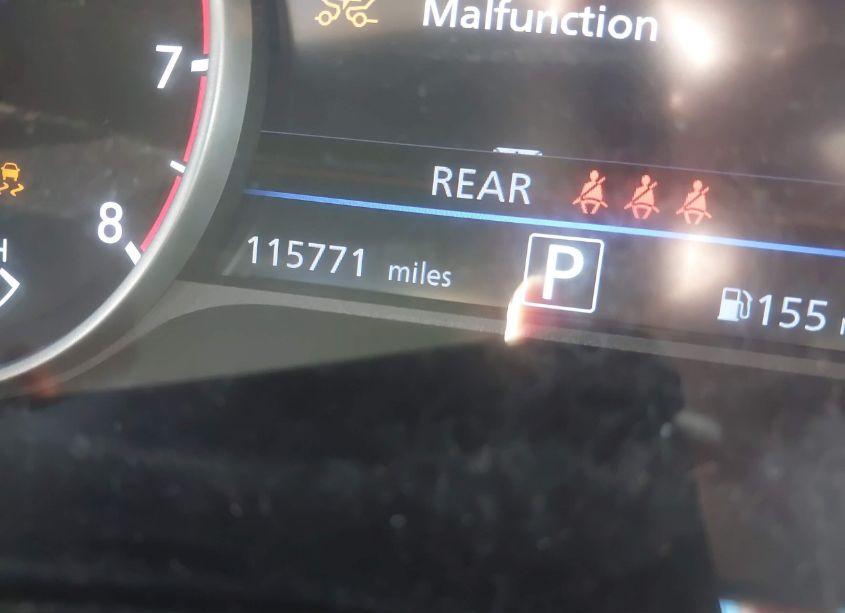 Malfunction
7
REAR
8
115771 miles
P
155
H